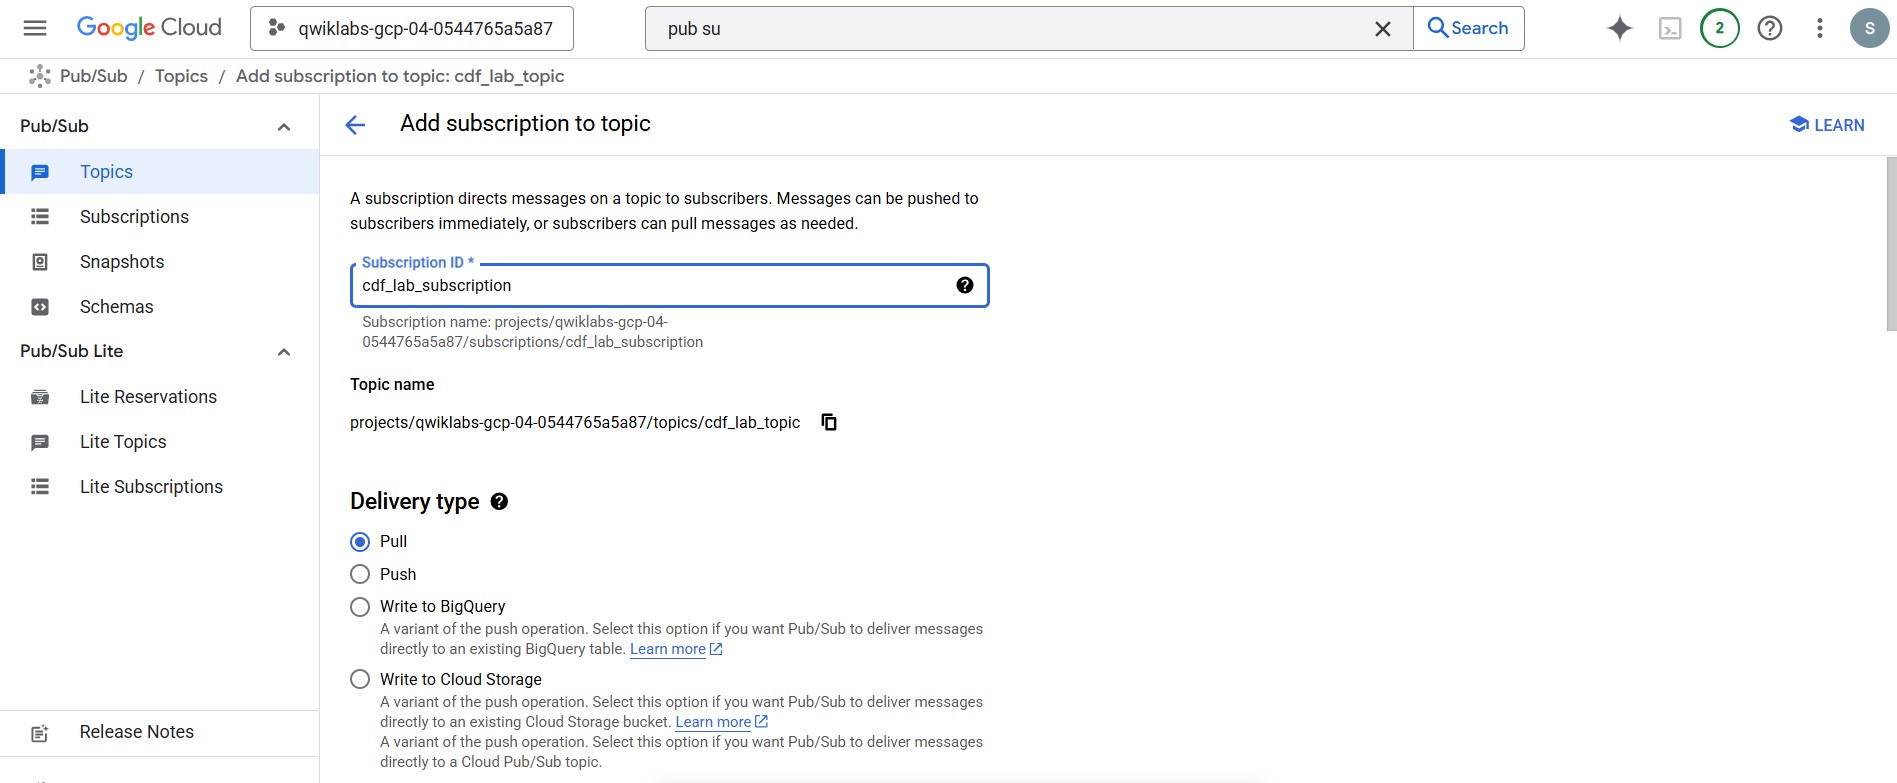 Google Cloud
qwiklabs-gcp-04-0544765a5a87
pub su
Search
2
S
Pub/Sub / Topics / Add subscription to topic: cdf_lab_topic
Pub/Sub
Topics
Subscriptions
Snapshots
Schemas
Pub/Sub Lite
Lite Reservations
Lite Topics
Lite Subscriptions
Release Notes
Add subscription to topic
LEARN
A subscription directs messages on a topic to subscribers. Messages can be pushed to
subscribers immediately, or subscribers can pull messages as needed.
Subscription ID *
cdf_lab_subscription
Subscription name: projects/qwiklabs-gcp-04-
0544765a5a87/subscriptions/cdf_lab_subscription
Topic name
projects/qwiklabs-gcp-04-0544765a5a87/topics/cdf_lab_topic
Delivery type
Pull
Push
Write to BigQuery
A variant of the push operation. Select this option if you want Pub/Sub to deliver messages
directly to an existing BigQuery table. Learn more
Write to Cloud Storage
A variant of the push operation. Select this option if you want Pub/Sub to deliver messages
directly to an existing Cloud Storage bucket. Learn more
A variant of the push operation. Select this option if you want Pub/Sub to deliver messages
directly to a Cloud Pub/Sub topic.